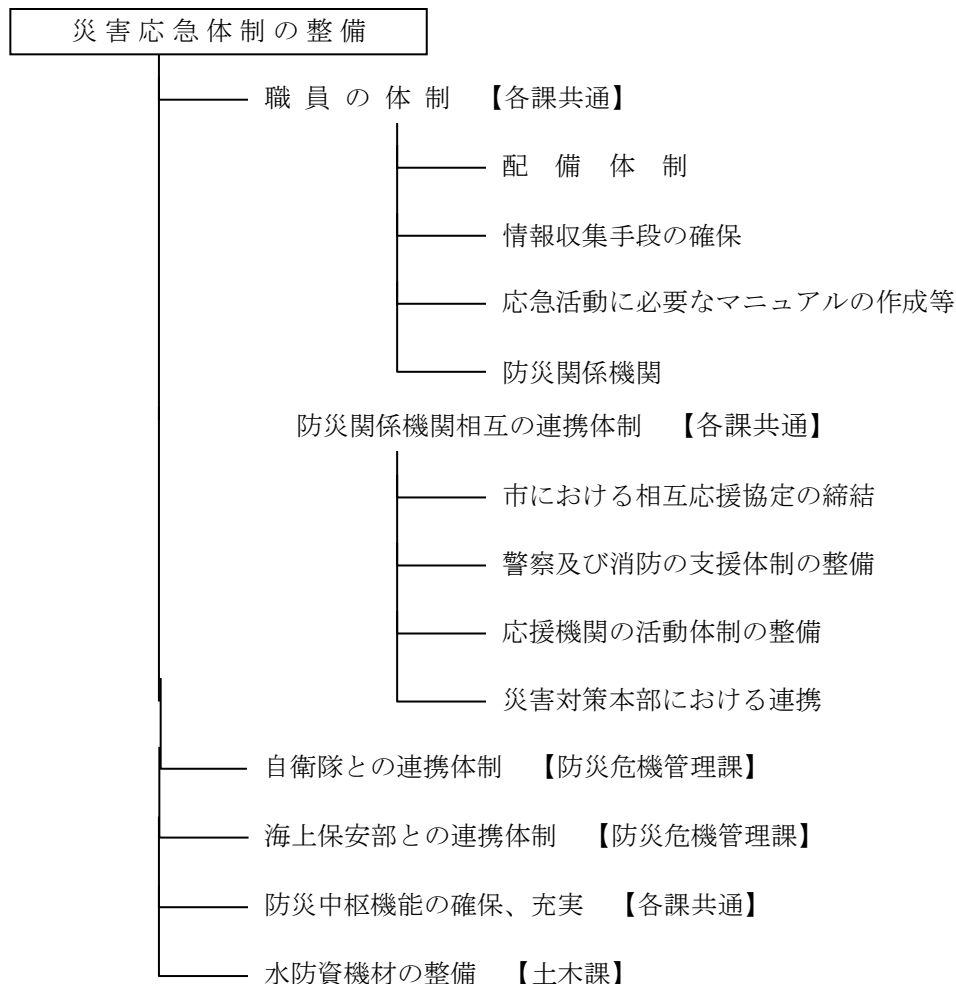 災害応急体制の整備
職員の体制 【各課共通】
配備体制
情報収集手段の確保
応急活動に必要なマニュアルの作成等
防災関係機関
防災関係機関相互の連携体制 【各課共通】
市における相互応援協定の締結
警察及び消防の支援体制の整備
応援機関の活動体制の整備
災害対策本部における連携
自衛隊との連携体制 【防災危機管理課】
海上保安部との連携体制 【防災危機管理課】
防災中枢機能の確保、充実 【各課共通】
水防資機材の整備 【土木課】